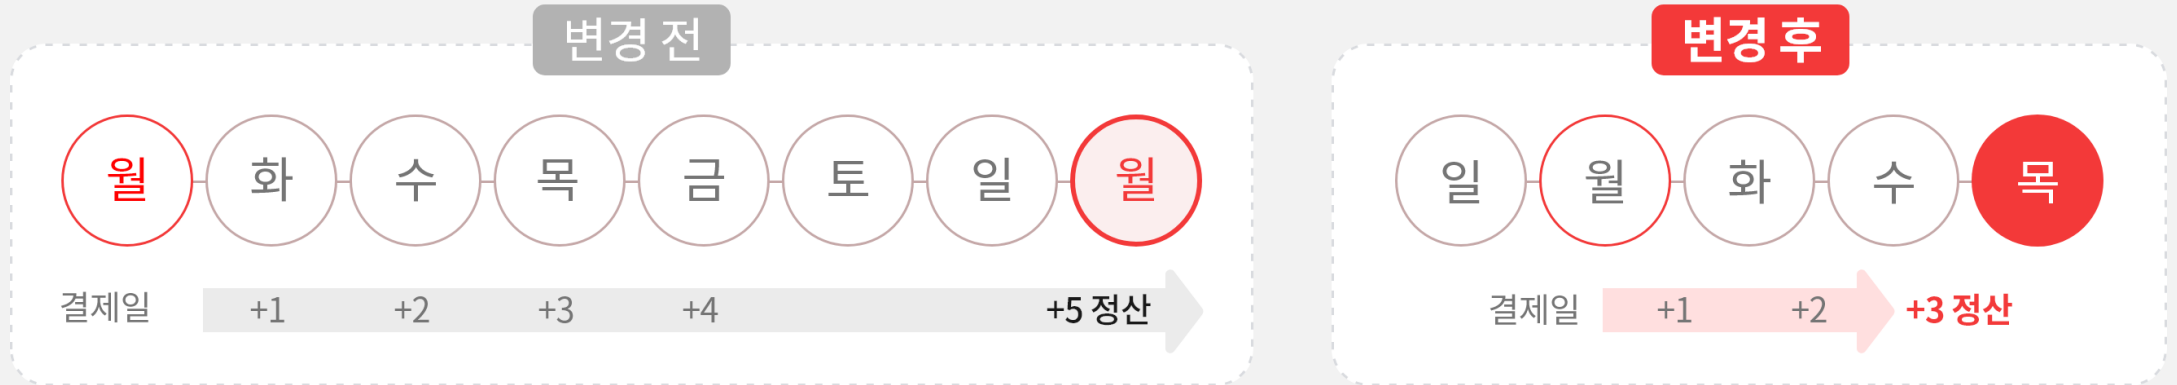 변경 전
월 화 수 목 금 토 일 월
결제일 +1 +2 +3 +4 +5 정산
변경 후
일 월 화 수 목
결제일 +1 +2 +3 정산